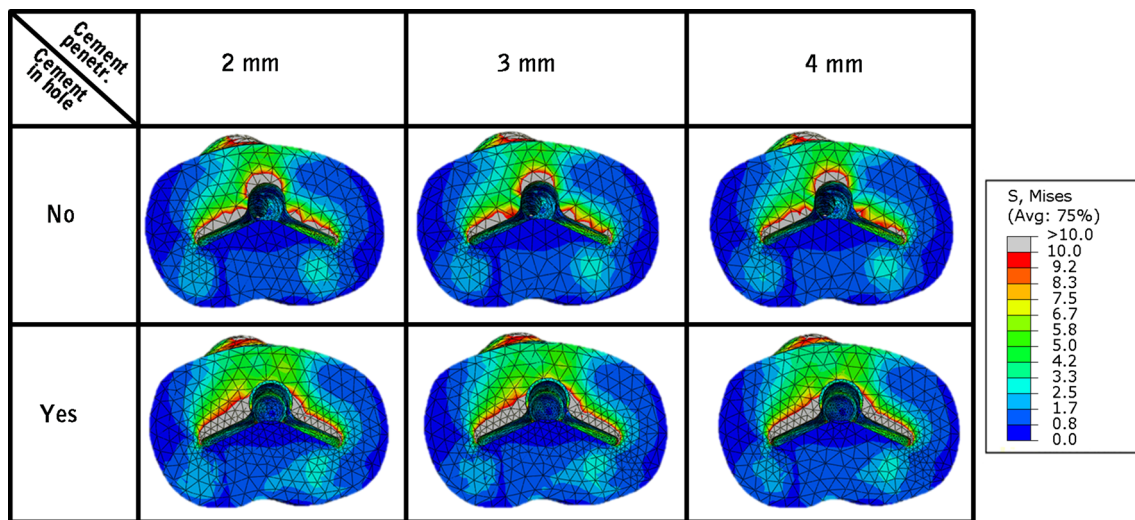 Cement
penetr.
Cement
in hole
2 mm
3 mm
4 mm
No
Yes
S, Mises
(Avg: 75%)
>10.0
10.0
9.2
8.3
7.5
6.7
5.8
5.0
4.2
3.3
2.5
1.7
0.8
0.0